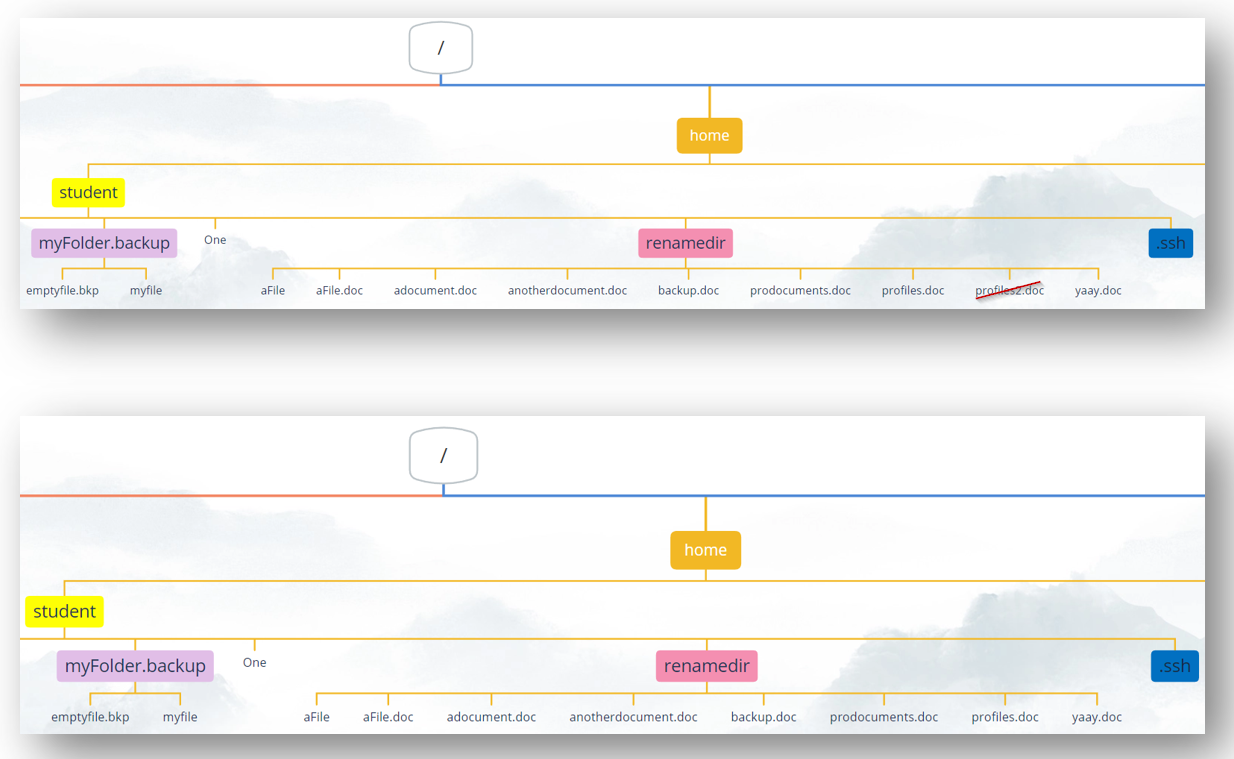 /
home
student
myFolder.backup One renamedir .ssh
emptyfile.bkp myfile aFile aFile.doc adocument.doc anotherdocument.doc backup.doc prodocuments.doc profiles.doc profiles2.doc yaay.doc
/
home
student
myFolder.backup One renamedir .ssh
emptyfile.bkp myfile aFile aFile.doc adocument.doc anotherdocument.doc backup.doc prodocuments.doc profiles.doc yaay.doc